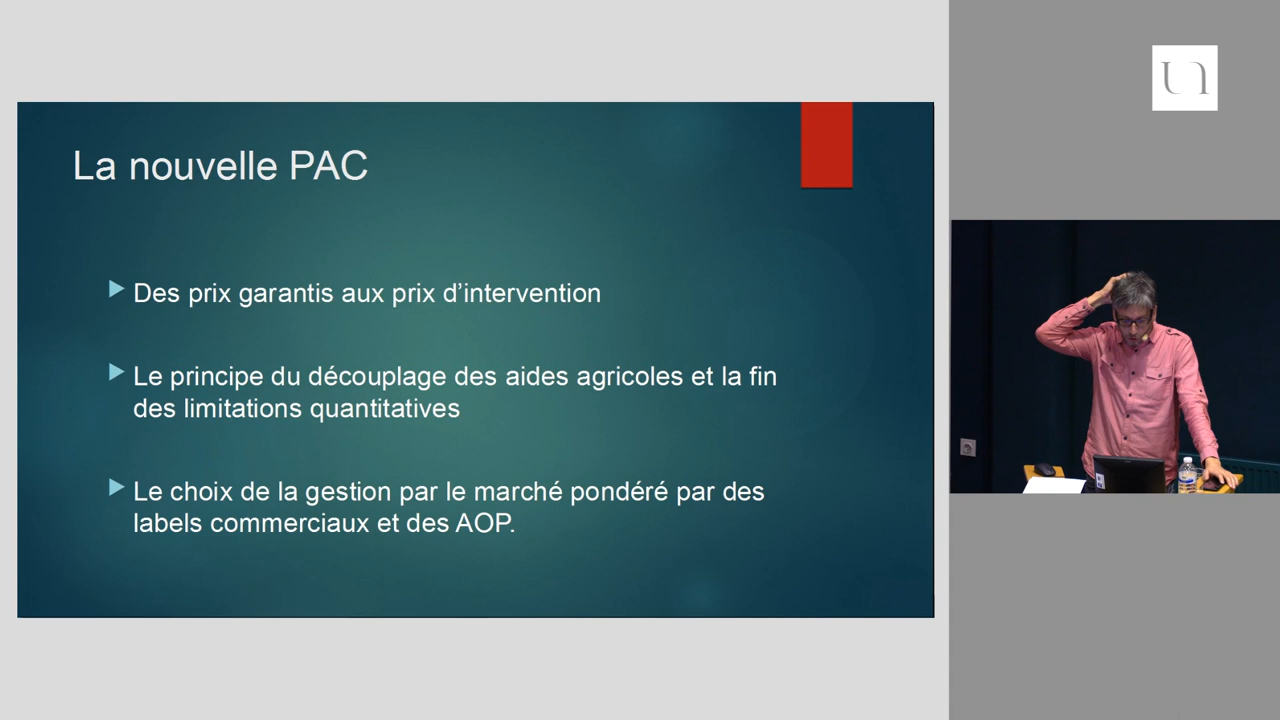 La nouvelle PAC
Des prix garantis aux prix d'intervention
Le principe du découplage des aides agricoles et la fin
des limitations quantitatives
Le choix de la gestion par le marché pondéré par des
labels commerciaux et des AOP.
un